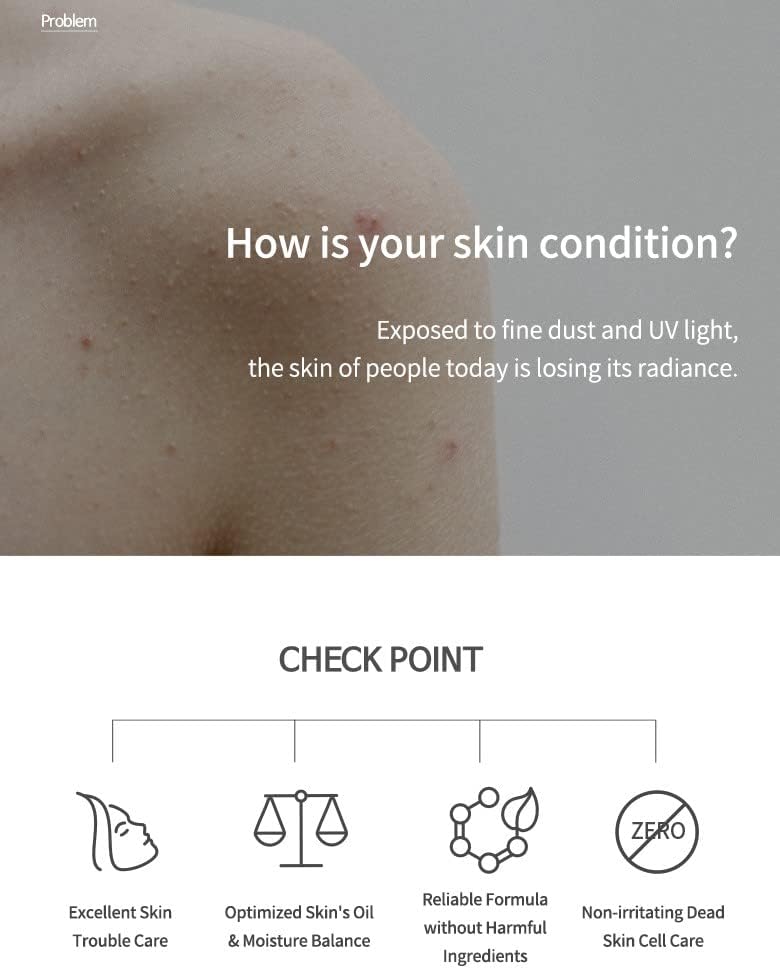 Problem
How is your skin condition?
Exposed to fine dust and UV light,
the skin of people today is losing its radiance.
CHECK POINT
ZERO
Excellent Skin
Trouble Care
Optimized Skin's Oil
& Moisture Balance
Reliable Formula
without Harmful
Ingredients
Non-irritating Dead
Skin Cell Care